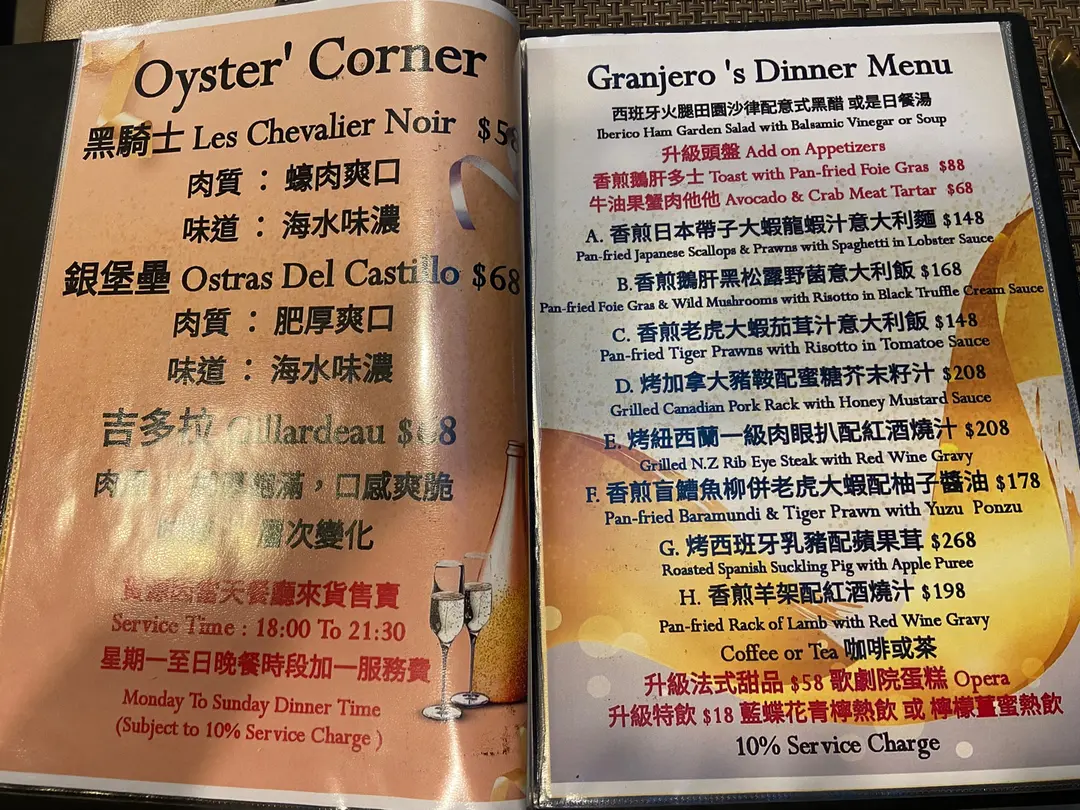 Oyster' Corner
黑騎士 Les Chevalier Noir
肉質 : 蠔肉爽口
味道 : 海水味濃
銀堡壘 Ostras Del Castillo $68
肉質 : 肥厚爽口
味道 : 海水味濃
吉多拉 Gillardeau
飽滿，口感爽脆
層次變化
當天餐廳來貨售賣
Service Time : 18:00 To 21:30
星期一至日晚餐時段加一服務費
Monday To Sunday Dinner Time
(Subject to 10% Service Charge )
Granjero 's Dinner Menu
西班牙火腿田園沙律配意式黑醋 或是日餐湯
Iberico Ham Garden Salad with Balsamic Vinegar or Soup
升級頭盤 Add on Appetizers
香煎鵝肝多士 Toast with Pan-fried Foie Gras $88
牛油果蟹肉他他 Avocado & Crab Meat Tartar $68
A. 香煎日本帶子大蝦龍蝦汁意大利麵 $148
Pan-fried Japanese Scallops & Prawns with Spaghetti in Lobster Sauce
B.香煎鵝肝黑松露野菌意大利飯 $168
Pan-fried Foie Gras & Wild Mushrooms with Risotto in Black Truffle Cream Sauce
C. 香煎老虎大蝦茄茸汁意大利飯 $148
Pan-fried Tiger Prawns with Risotto in Tomatoe Sauce
D. 烤加拿大豬鞍配蜜糖芥末籽汁 $208
Grilled Canadian Pork Rack with Honey Mustard Sauce
E. 烤紐西蘭一級肉眼扒配紅酒燒汁 $208
Grilled N.Z Rib Eye Steak with Red Wine Gravy
F. 香煎盲鰽魚柳併老虎大蝦配柚子醬油 $178
Pan-fried Baramundi & Tiger Prawn with Yuzu Ponzu
G. 烤西班牙乳豬配蘋果茸 $268
Roasted Spanish Suckling Pig with Apple Puree
H. 香煎羊架配紅酒燒汁 $198
Pan-fried Rack of Lamb with Red Wine Gravy
Coffee or Tea 咖啡或茶
升級法式甜品 $58 歌劇院蛋糕 Opera
升級特飲 $18 藍蝶花青檸熱飲 或 檸檬薑蜜熱飲
10% Service Charge